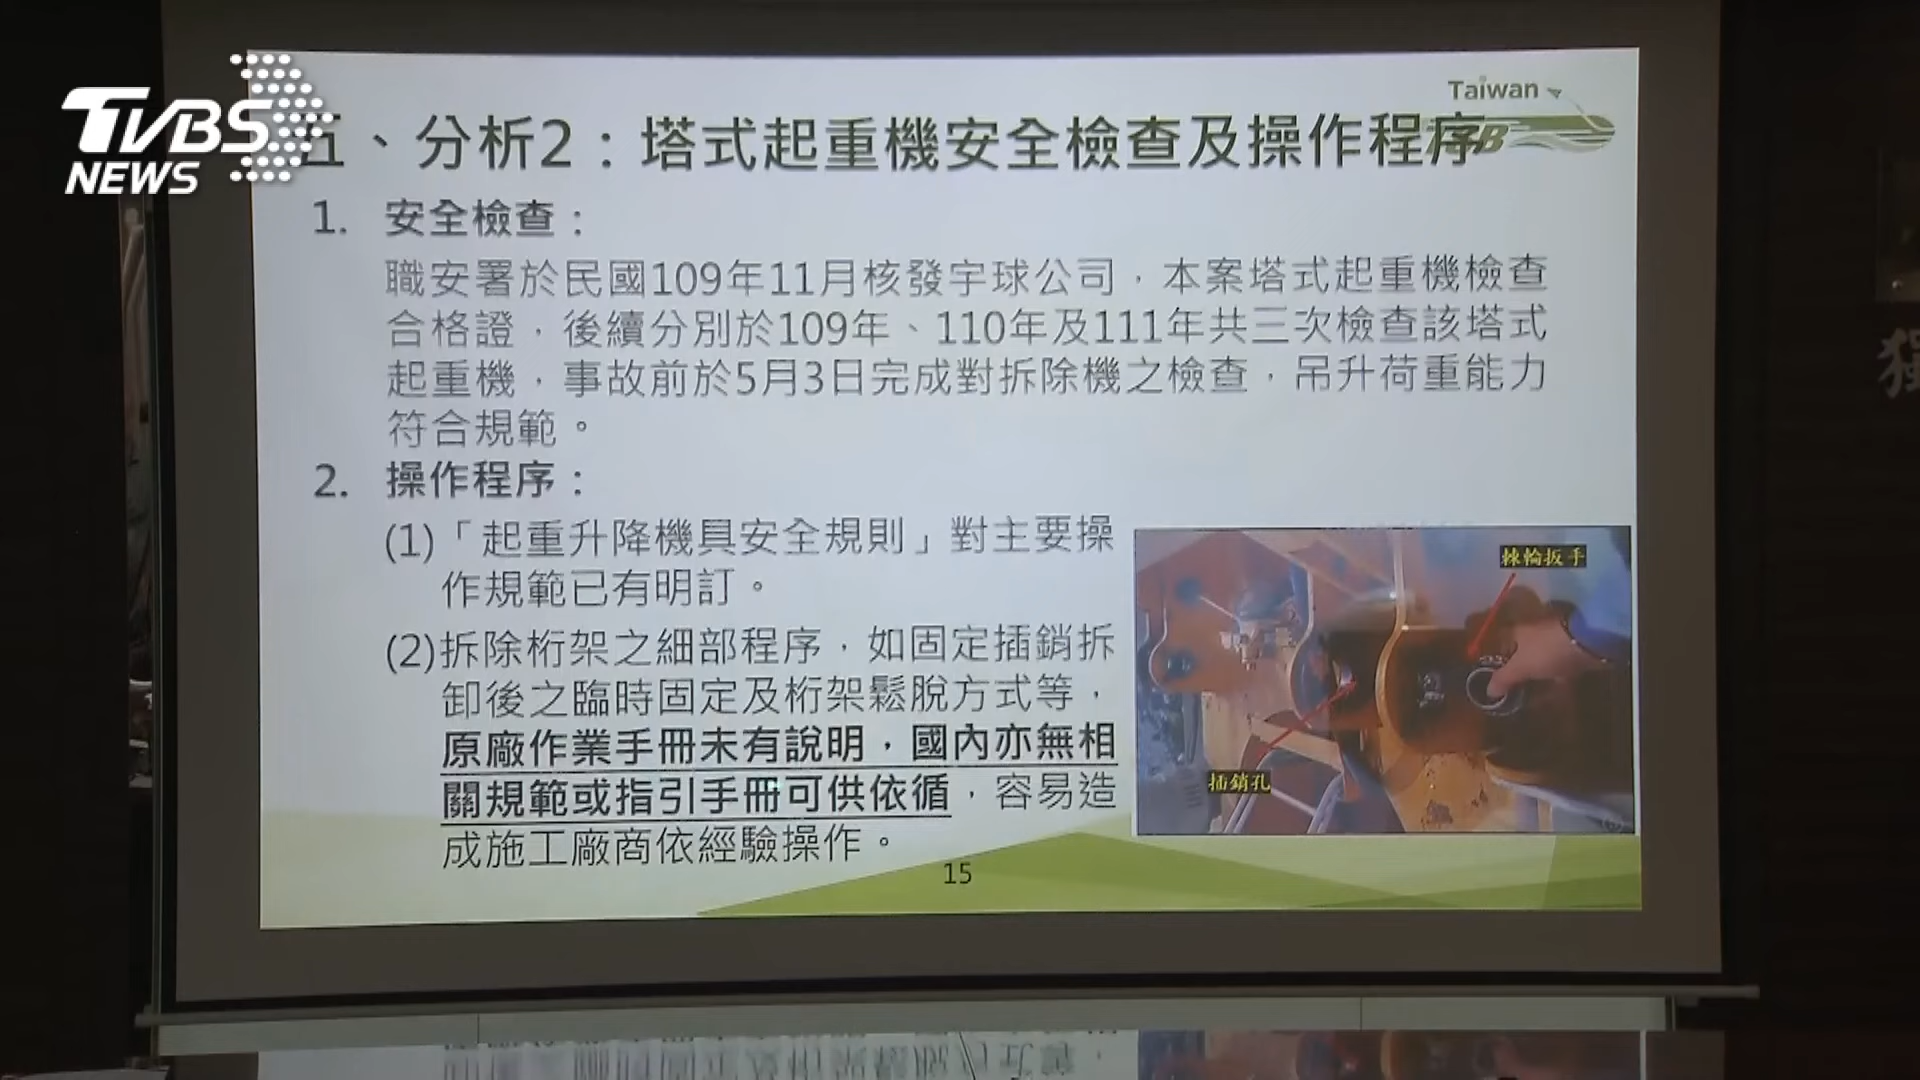 TVBS
NEWS
Taiwan
五、分析2：塔式起重機安全檢查及操作程序
1. 安全檢查：
職安署於民國109年11月核發宇球公司，本案塔式起重機檢查
合格證，後續分別於109年、110年及111年共三次檢查該塔式
起重機，事故前於5月3日完成對拆除機之檢查，吊升荷重能力
符合規範。
2. 操作程序：
(1)「起重升降機具安全規則」對主要操
作規範已有明訂。
(2)拆除桁架之細部程序，如固定插銷拆
卸後之臨時固定及桁架鬆脫方式等，
原廠作業手冊未有說明，國內亦無相
關規範或指引手冊可供依循，容易造
成施工廠商依經驗操作。
棘輪扳手
插銷孔
15